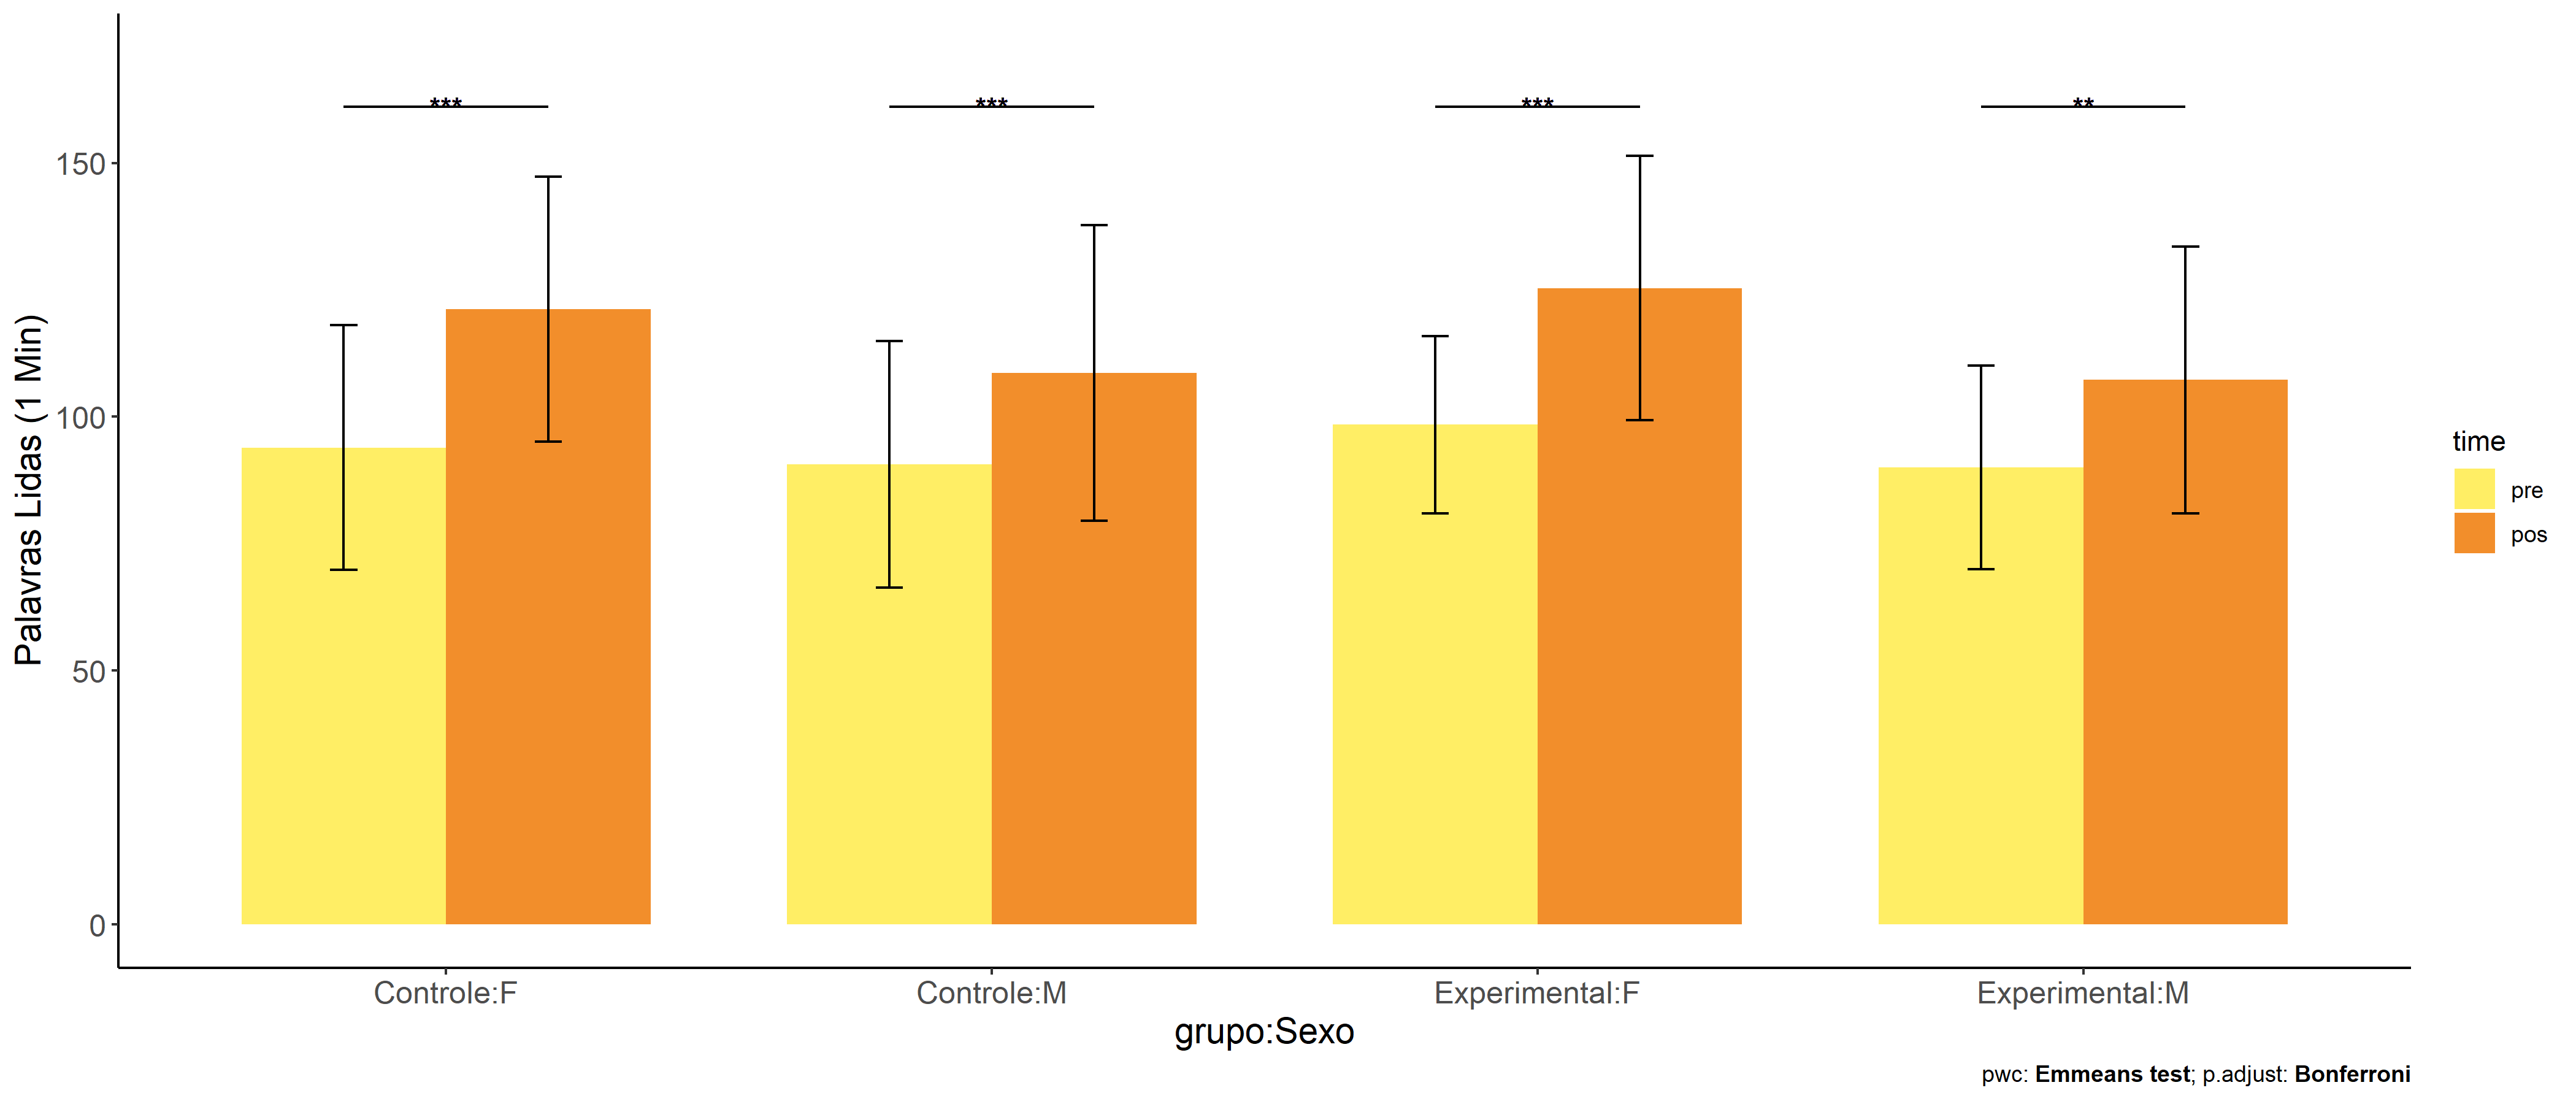 *** *** *** **
150
100
50
0
Palavras Lidas (1 Min)
Controle:F Controle:M Experimental:F Experimental:M
grupo:Sexo
time
pre
pos
pwc: Emmeans test; p.adjust: Bonferroni